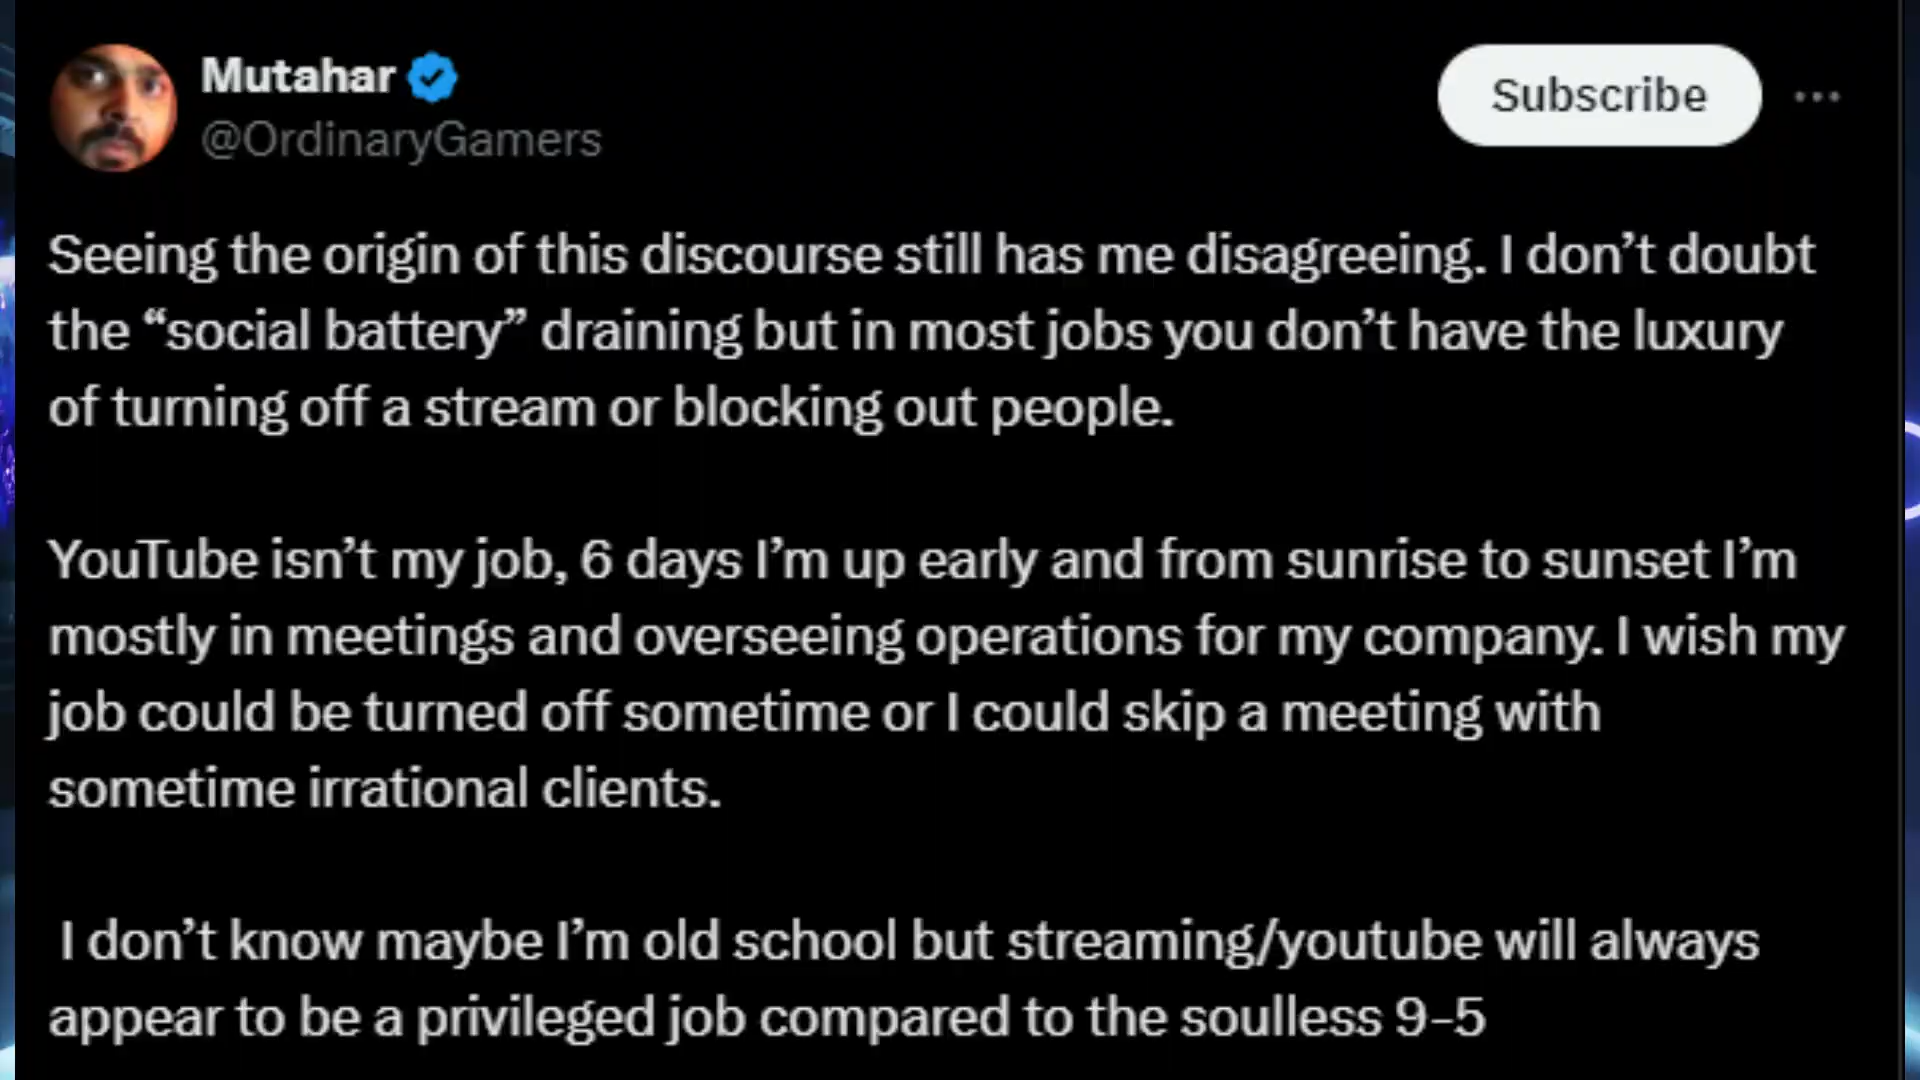 Mutahar
@OrdinaryGamers
Subscribe
Seeing the origin of this discourse still has me disagreeing. I don’t doubt
the “social battery” draining but in most jobs you don’t have the luxury
of turning off a stream or blocking out people.
YouTube isn’t my job, 6 days I’m up early and from sunrise to sunset I’m
mostly in meetings and overseeing operations for my company. I wish my
job could be turned off sometime or I could skip a meeting with
sometime irrational clients.
I don’t know maybe I’m old school but streaming/youtube will always
appear to be a privileged job compared to the soulless 9–5